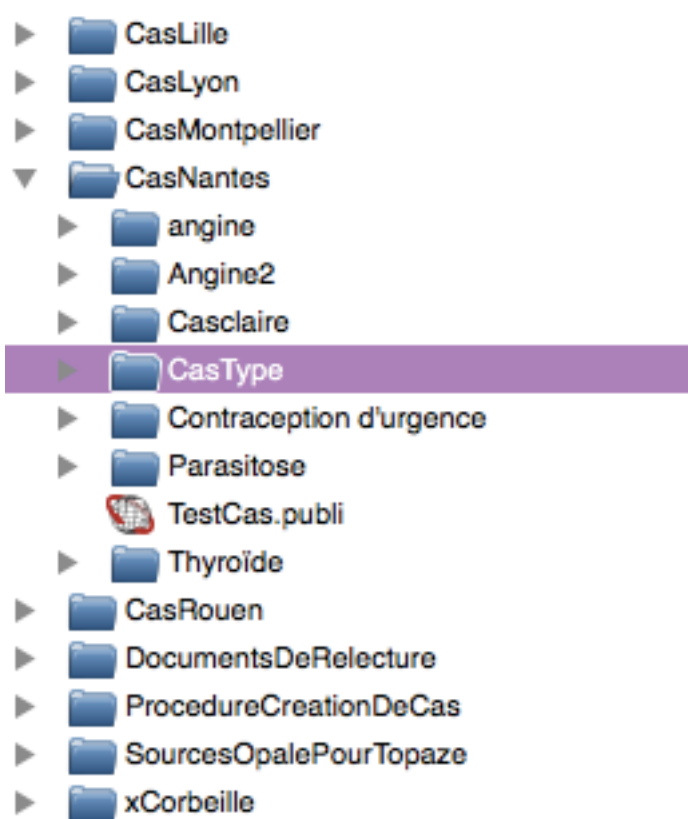 CasLille
CasLyon
CasMontpellier
CasNantes
angine
Angine2
Casclaire
CasType
Contraception d'urgence
Parasitose
TestCas.publi
Thyroïde
CasRouen
DocumentsDeRelecture
ProcedureCreationDeCas
SourcesOpalePourTopaze
xCorbeille